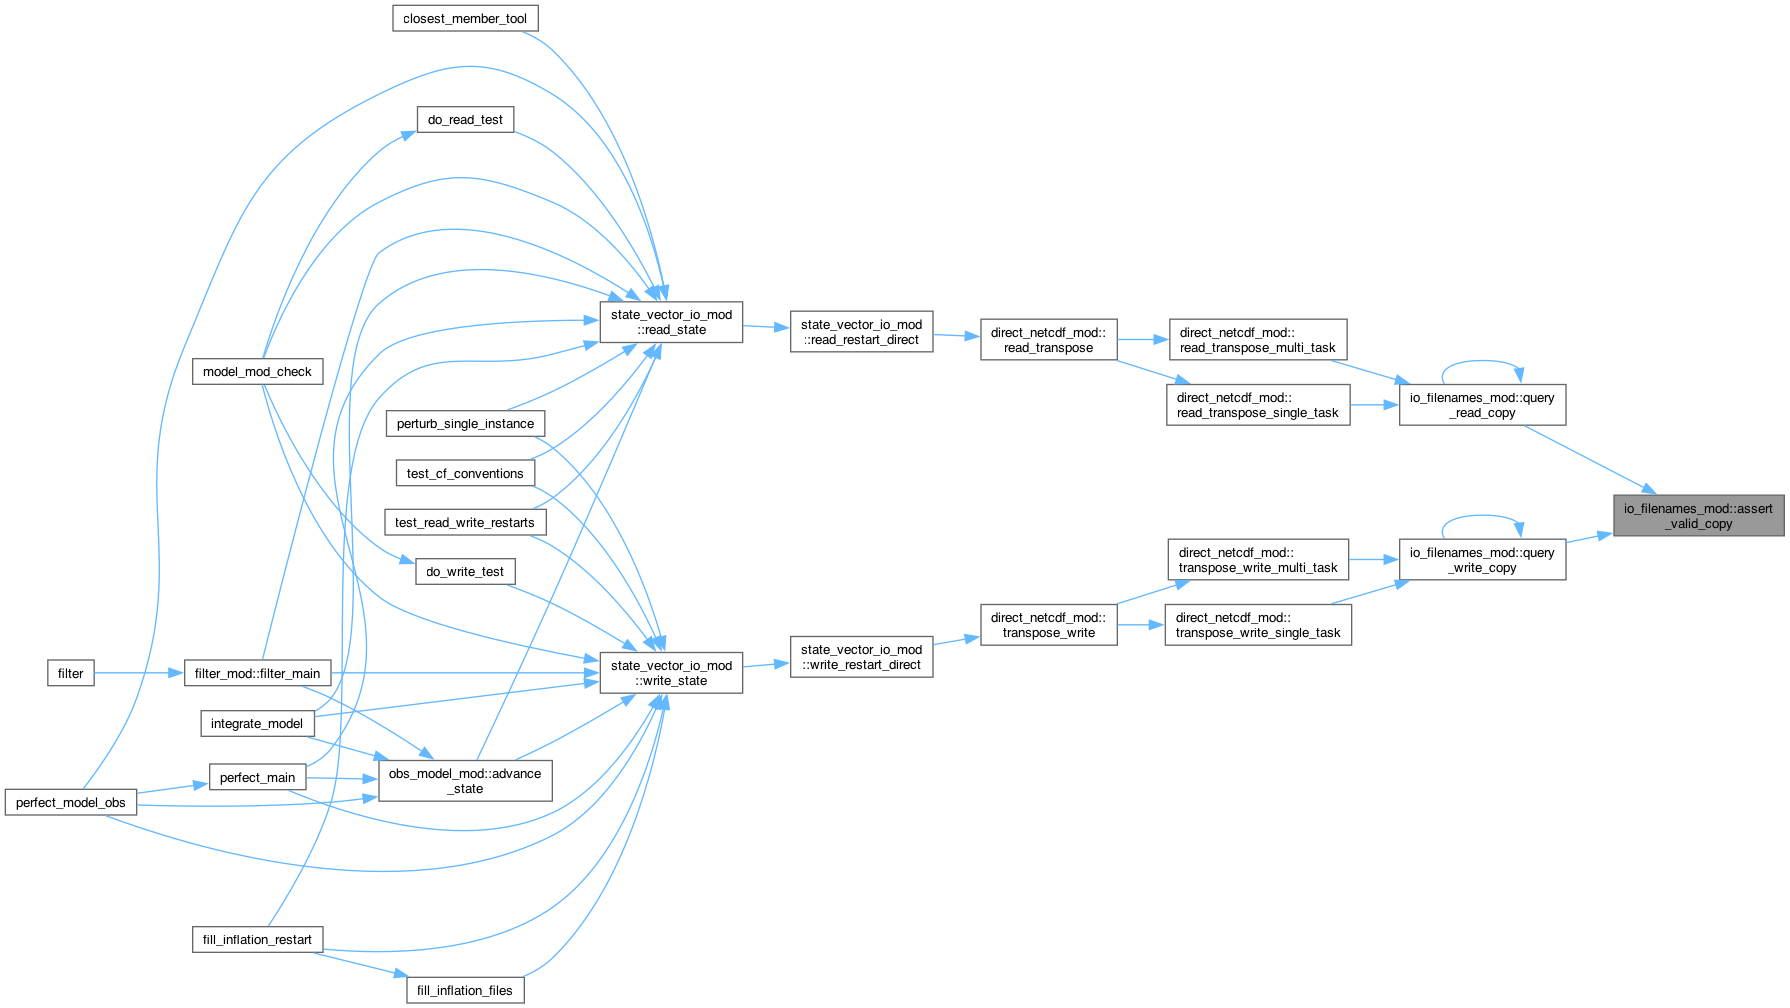 closest_member_tool
do_read_test
state_vector_io_mod
::read_state
state_vector_io_mod
::read_restart_direct
direct_netcdf_mod::
read_transpose
direct_netcdf_mod::
read_transpose_multi_task
model_mod_check
direct_netcdf_mod::
read_transpose_single_task
io_filenames_mod::query
_read_copy
perturb_single_instance
test_cf_conventions
test_read_write_restarts
io_filenames_mod::assert
_valid_copy
do_write_test
direct_netcdf_mod::
transpose_write_multi_task
io_filenames_mod::query
_write_copy
direct_netcdf_mod::
transpose_write
direct_netcdf_mod::
transpose_write_single_task
filter
filter_mod::filter_main
state_vector_io_mod
::write_state
state_vector_io_mod
::write_restart_direct
integrate_model
perfect_main
obs_model_mod::advance
_state
perfect_model_obs
fill_inflation_restart
fill_inflation_files